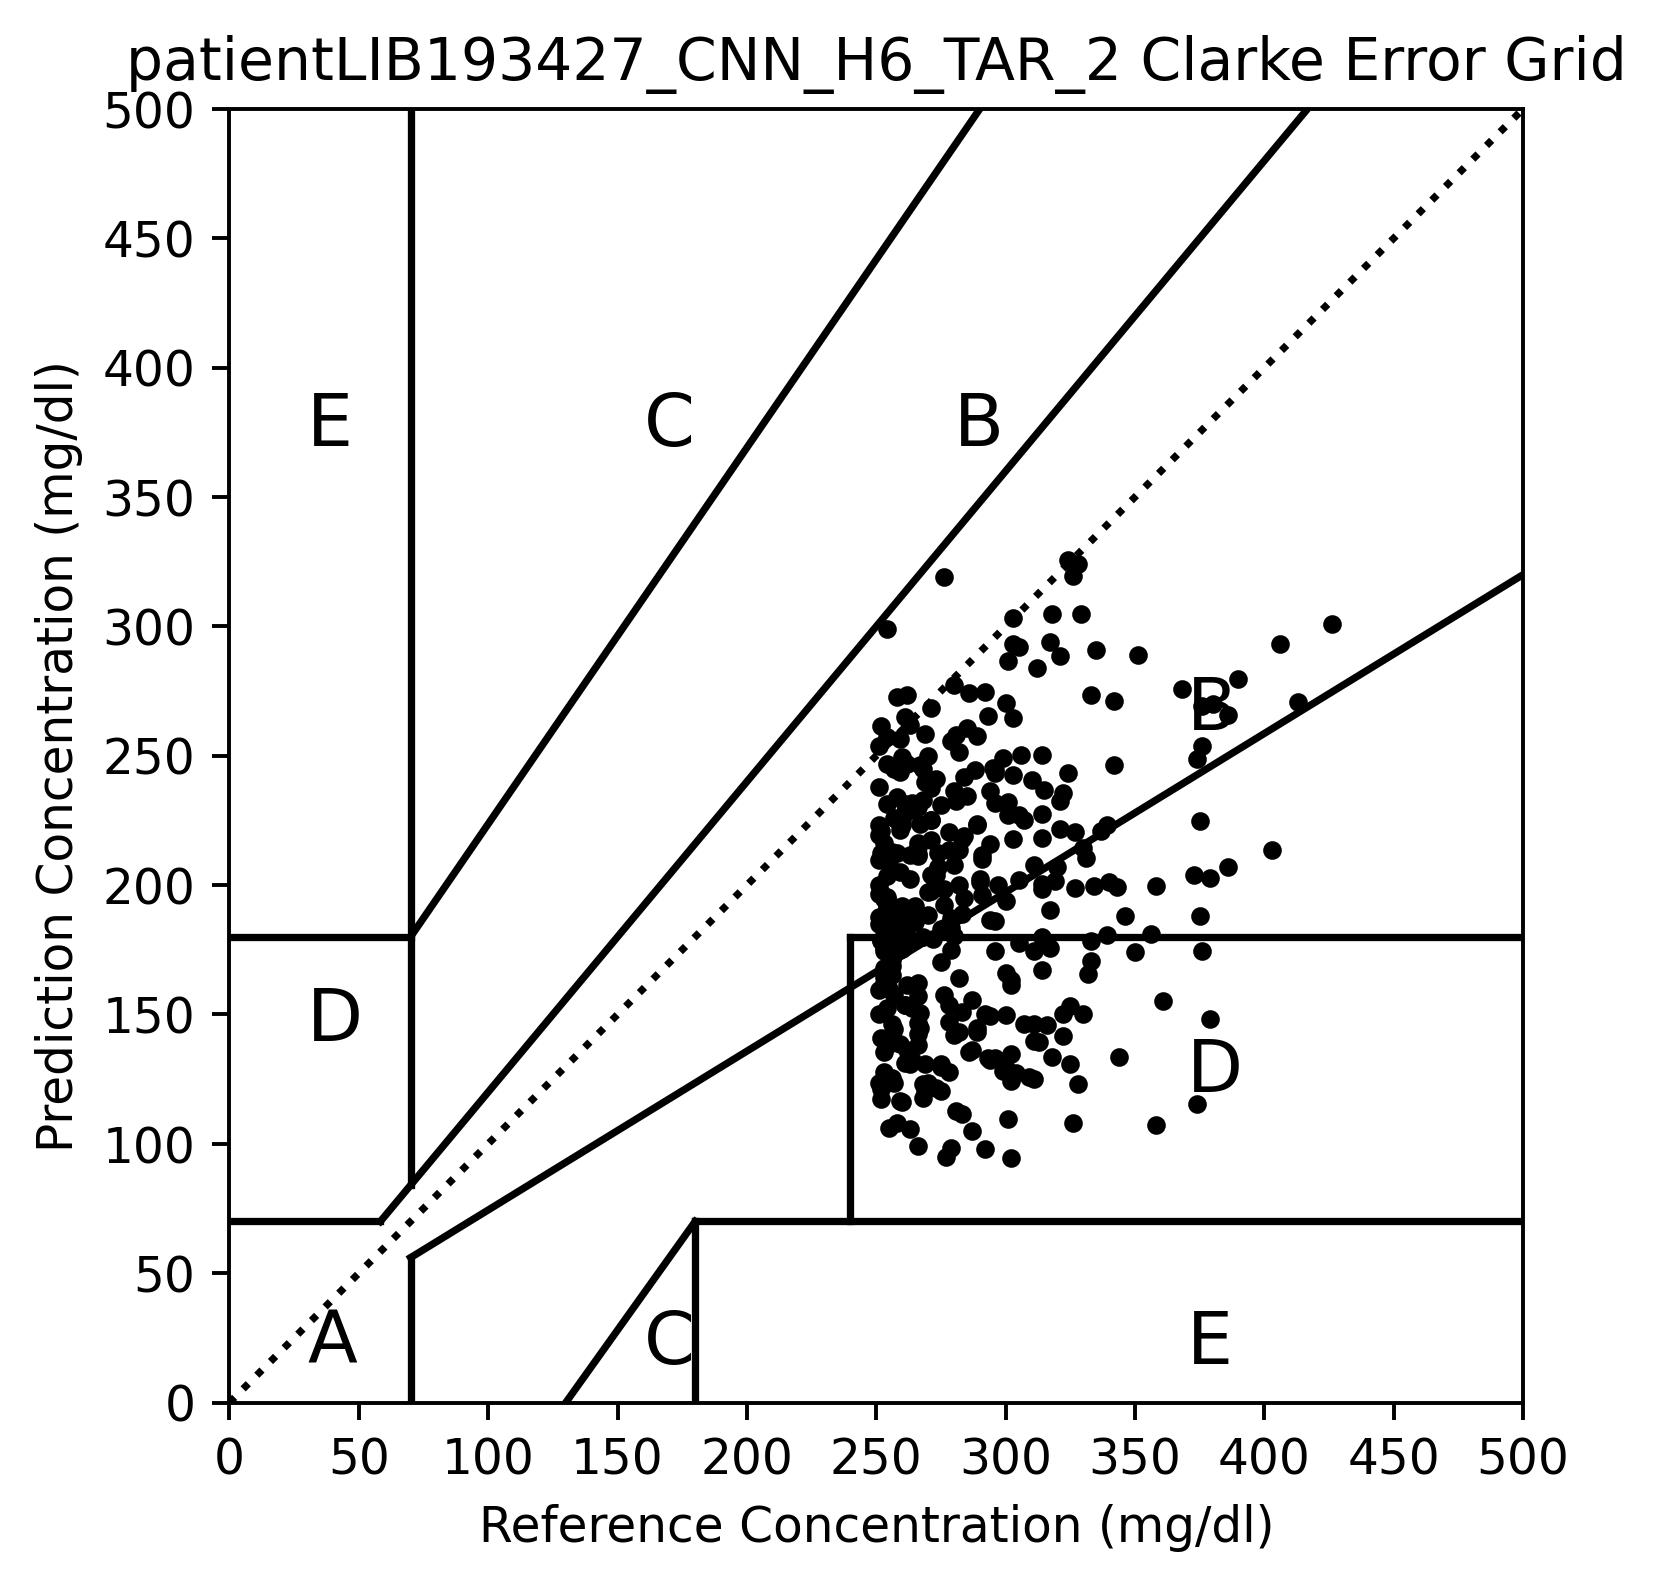 patientLIB193427_CNN_H6_TAR_2 Clarke Error Grid
Prediction Concentration (mg/dl)
500
450
400
350
300
250
200
150
100
50
0
E
C
B
B
D
D
A
C
E
0 50 100 150 200 250 300 350 400 450 500
Reference Concentration (mg/dl)